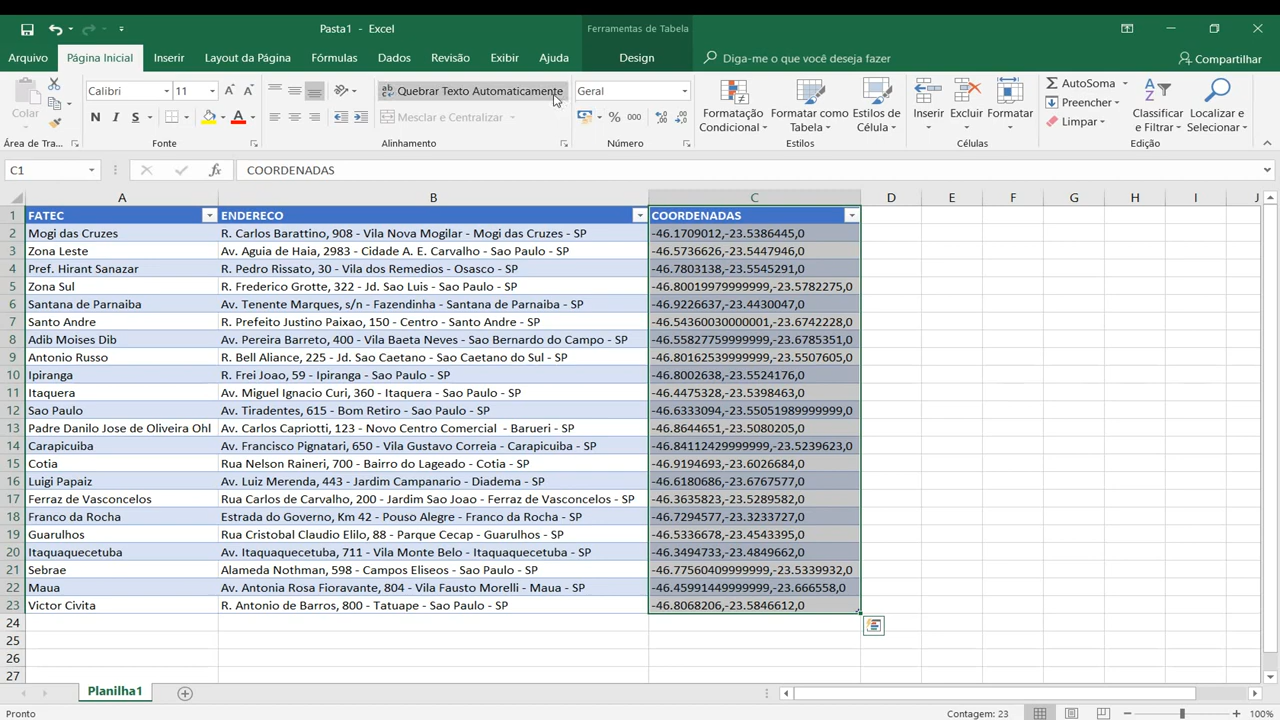 Pasta1 - Excel
Ferramentas de Tabela
Arquivo Página Inicial Inserir Layout da Página Fórmulas Dados Revisão Exibir Ajuda Design Diga-me o que você deseja fazer Compartilhar
Colar
Área de Tra...
Calibri 11
N I S
Fonte
Quebrar Texto Automaticamente
Mesclar e Centralizar
Alinhamento
Geral
% 000
Número
Formatação Condicional
Formatar como Tabela
Estilos de Célula
Estilos
Inserir Excluir Formatar
Células
AutoSoma
Preencher
Limpar
Classificar e Filtrar
Localizar e Selecionar
Edição
C1 fx COORDENADAS
A B C D E F G H I J
1 FATEC ENDERECO COORDENADAS
2 Mogi das Cruzes R. Carlos Barattino, 908 - Vila Nova Mogilar - Mogi das Cruzes - SP -46.1709012,-23.5386445,0
3 Zona Leste Av. Aguia de Haia, 2983 - Cidade A. E. Carvalho - Sao Paulo - SP -46.5736626,-23.5447946,0
4 Pref. Hirant Sanazar R. Pedro Rissato, 30 - Vila dos Remedios - Osasco - SP -46.7803138,-23.5545291,0
5 Zona Sul R. Frederico Grotte, 322 - Jd. Sao Luis - Sao Paulo - SP -46.80019979999999,-23.5782275,0
6 Santana de Parnaiba Av. Tenente Marques, s/n - Fazendinha - Santana de Parnaiba - SP -46.9226637,-23.4430047,0
7 Santo Andre R. Prefeito Justino Paixao, 150 - Centro - Santo Andre - SP -46.54360030000001,-23.6742228,0
8 Adib Moises Dib Av. Pereira Barreto, 400 - Vila Baeta Neves - Sao Bernardo do Campo - SP -46.55827759999999,-23.6785351,0
9 Antonio Russo R. Bell Aliance, 225 - Jd. Sao Caetano - Sao Caetano do Sul - SP -46.80162539999999,-23.5507605,0
10 Ipiranga R. Frei Joao, 59 - Ipiranga - Sao Paulo - SP -46.8002638,-23.5524176,0
11 Itaquera Av. Miguel Ignacio Curi, 360 - Itaquera - Sao Paulo - SP -46.4475328,-23.5398463,0
12 Sao Paulo Av. Tiradentes, 615 - Bom Retiro - Sao Paulo - SP -46.6333094,-23.55051989999999,0
13 Padre Danilo Jose de Oliveira Ohl Av. Carlos Capriotti, 123 - Novo Centro Comercial - Barueri - SP -46.8644651,-23.5080205,0
14 Carapicuiba Av. Francisco Pignatari, 650 - Vila Gustavo Correia - Carapicuiba - SP -46.84112429999999,-23.5239623,0
15 Cotia Rua Nelson Raineri, 700 - Bairro do Lageado - Cotia - SP -46.9194693,-23.6026684,0
16 Luigi Papaiz Av. Luiz Merenda, 443 - Jardim Campanario - Diadema - SP -46.6180686,-23.6767577,0
17 Ferraz de Vasconcelos Rua Carlos de Carvalho, 200 - Jardim Sao Joao - Ferraz de Vasconcelos - SP -46.3635823,-23.5289582,0
18 Franco da Rocha Estrada do Governo, Km 42 - Pouso Alegre - Franco da Rocha - SP -46.7294577,-23.3233727,0
19 Guarulhos Rua Cristobal Claudio Elilo, 88 - Parque Cecap - Guarulhos - SP -46.5336678,-23.4543395,0
20 Itaquaquecetuba Av. Itaquaquecetuba, 711 - Vila Monte Belo - Itaquaquecetuba - SP -46.3494733,-23.4849662,0
21 Sebrae Alameda Nothman, 598 - Campos Eliseos - Sao Paulo - SP -46.77560409999999,-23.5339932,0
22 Maua Av. Antonia Rosa Fioravante, 804 - Vila Fausto Morelli - Maua - SP -46.45991449999999,-23.666558,0
23 Victor Civita R. Antonio de Barros, 800 - Tatuape - Sao Paulo - SP -46.8068206,-23.5846612,0
24
25
26
27
Planilha1
Pronto Contagem: 23 100%